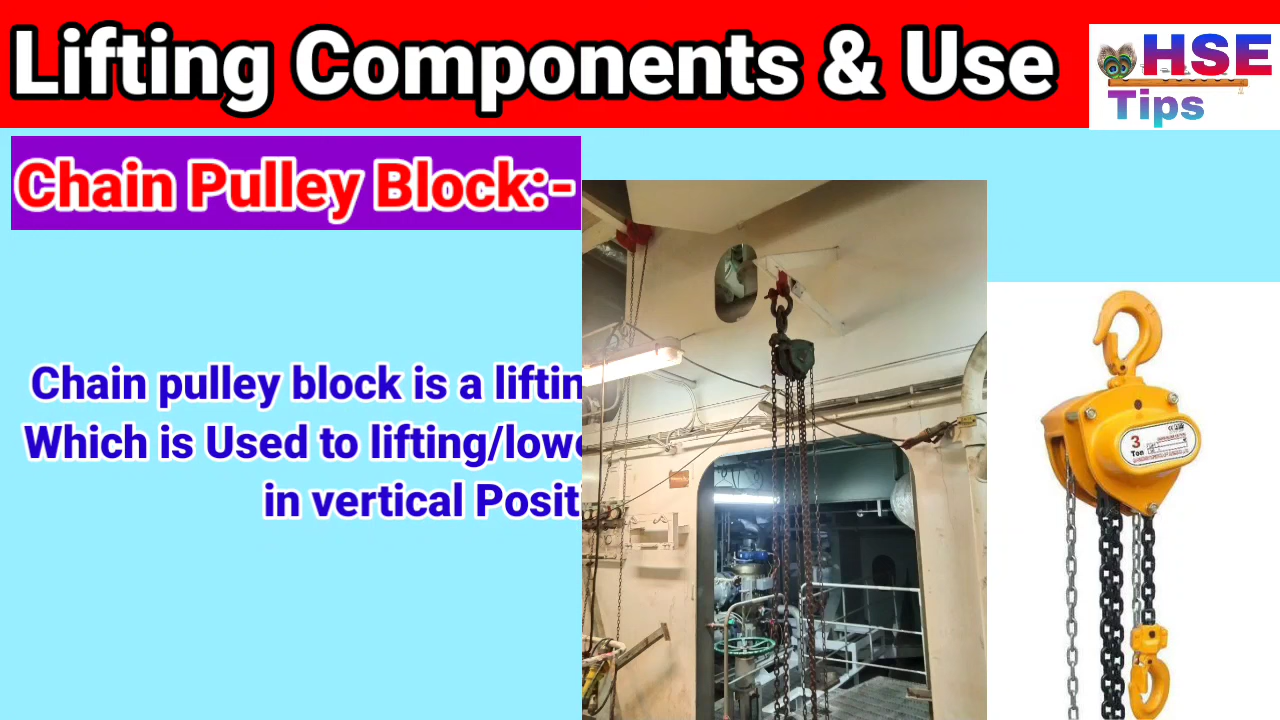 Lifting Components & Use
HSE
Tips
Chain Pulley Block:-
Chain pulley block is a liftin
Which is Used to lifting/lowe
in vertical Posit
3
Ton